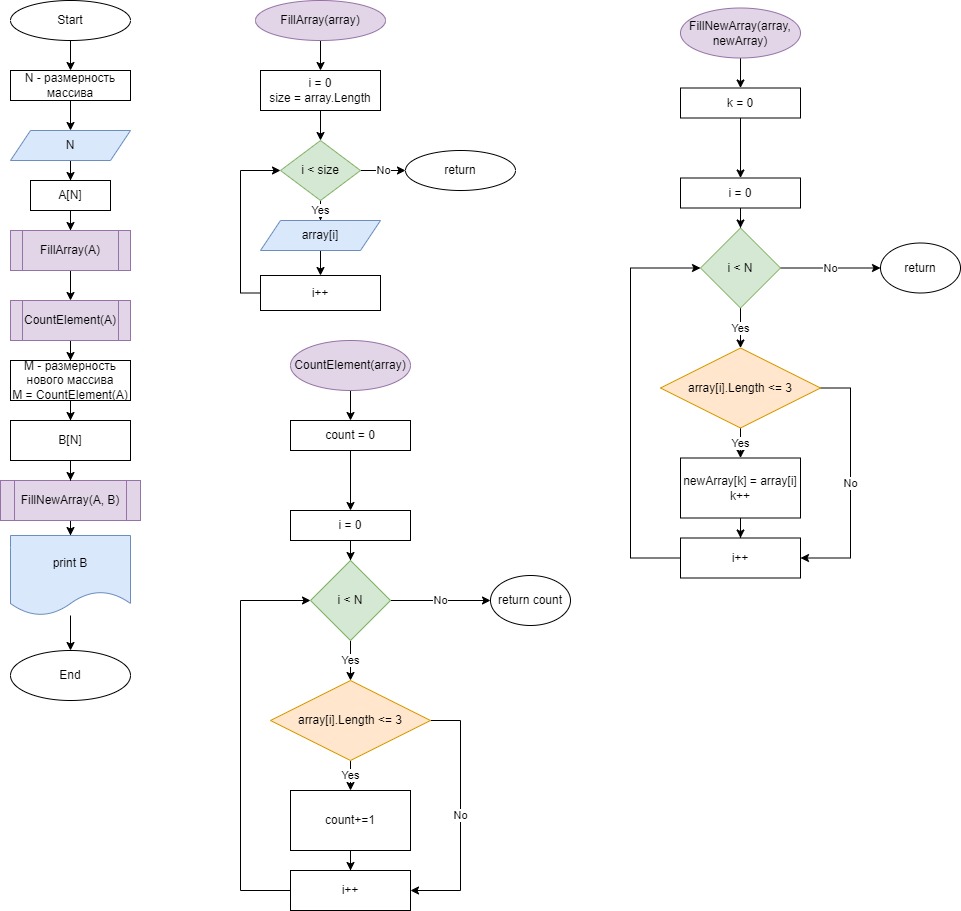 Start
N - размерность
массива
N
A[N]
FillArray(A)
CountElement(A)
M - размерность
нового массива
M = CountElement(A)
B[N]
FillNewArray(A, B)
print B
End
FillArray(array)
i = 0
size = array.Length
i < size
No
return
Yes
array[i]
i++
CountElement(array)
count = 0
i = 0
i < N
No
return count
Yes
array[i].Length <= 3
Yes
No
count+=1
i++
FillNewArray(array,
newArray)
k = 0
i = 0
i < N
No
return
Yes
array[i].Length <= 3
Yes
No
newArray[k] = array[i]
k++
i++